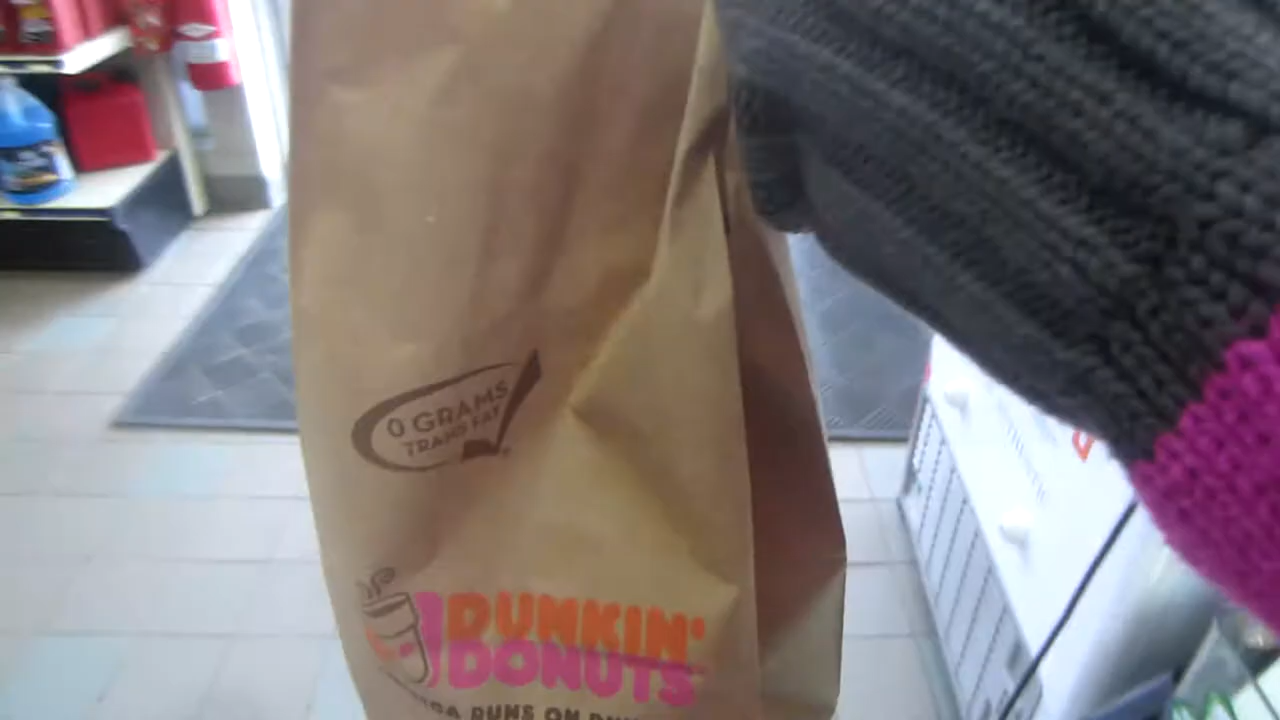 0 GRAMS
TRANS FAT
DUNKIN'
DONUTS
RUNS ON